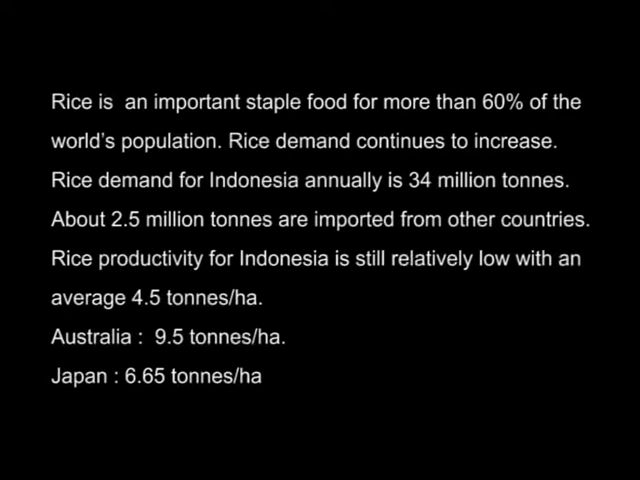 Rice is  an important staple food for more than 60% of the
world's population. Rice demand continues to increase.
Rice demand for Indonesia annually is 34 million tonnes.
About 2.5 million tonnes are imported from other countries.
Rice productivity for Indonesia is still relatively low with an
average 4.5 tonnes/ha.
Australia :  9.5 tonnes/ha.
Japan : 6.65 tonnes/ha